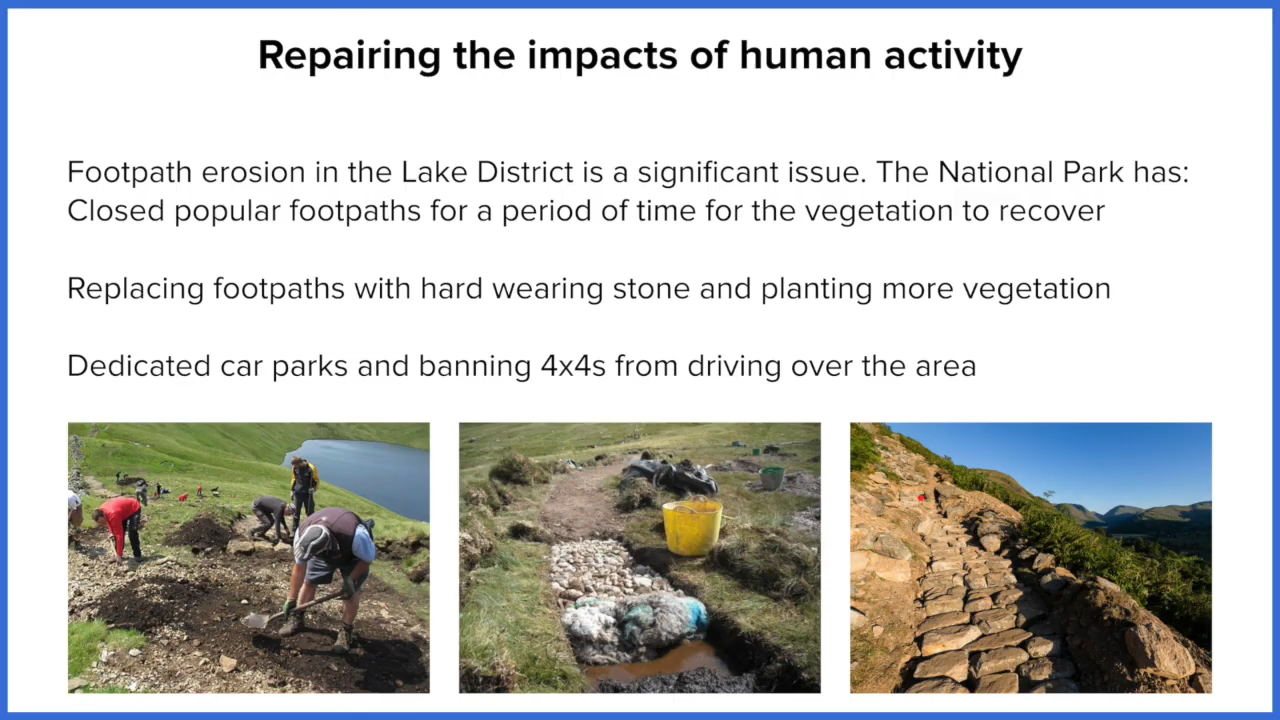 Repairing the impacts of human activity
Footpath erosion in the Lake District is a significant issue. The National Park has:
Closed popular footpaths for a period of time for the vegetation to recover
Replacing footpaths with hard wearing stone and planting more vegetation
Dedicated car parks and banning 4x4s from driving over the area